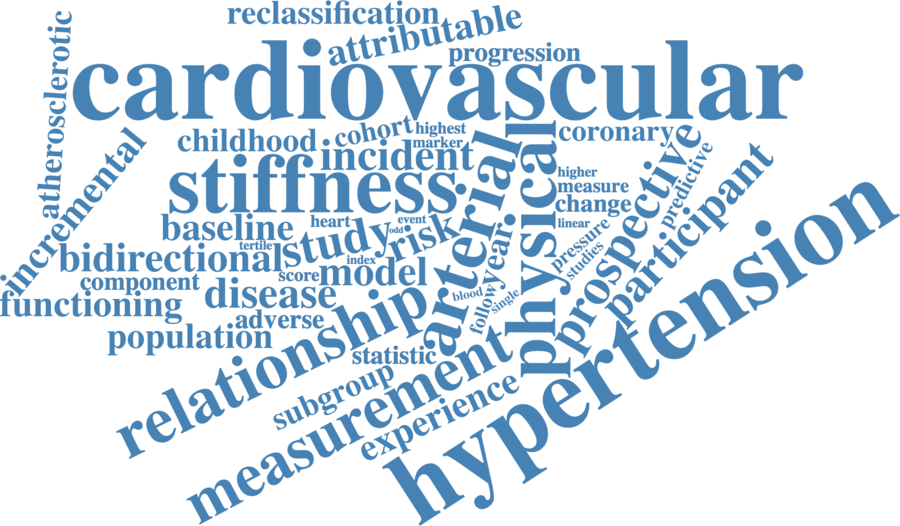 reclassification
attributable
progression
atherosclerotic
cardiovascular
childhood
cohort
highest
marker
coronary
incremental
incident
stiffness
arterial
physical
higher
measure
change
linear
prospective
predictive
participant
baseline
heart
event
odd
risk
study
tertile
year
pressure
studies
bidirectional
index
score
model
component
functioning
disease
blood
single
follow
adverse
population
relationship
statistic
hypertension
subgroup
measurement
experience